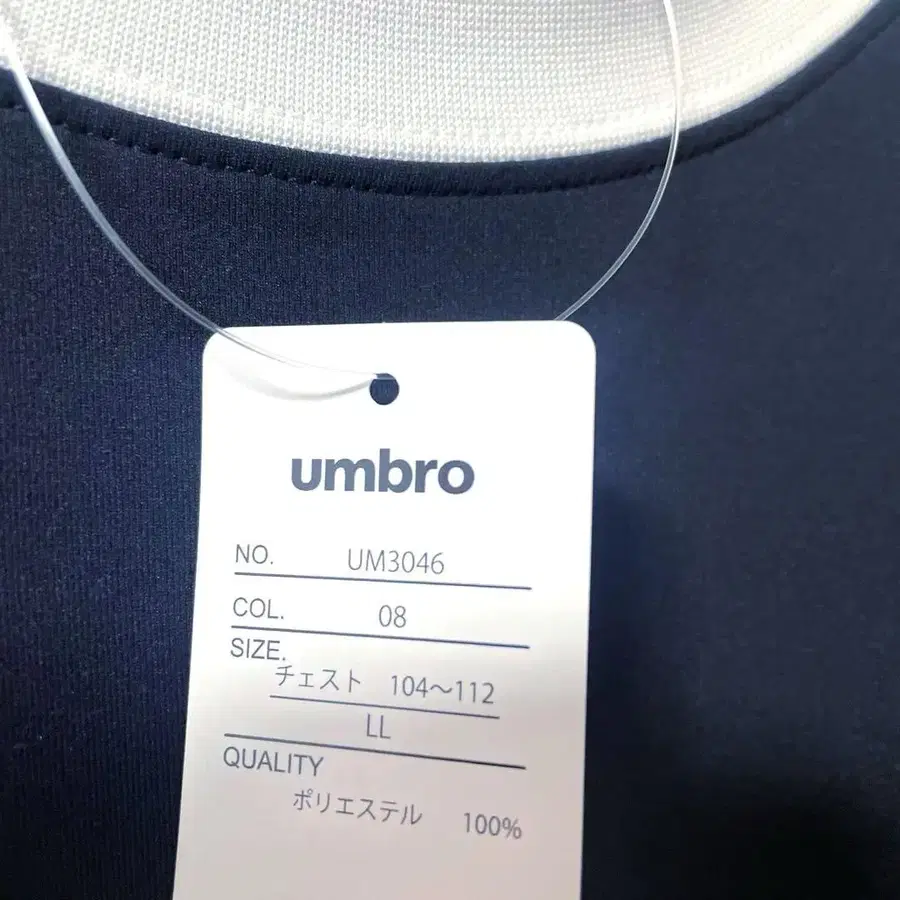 umbro
NO. UM3046
COL. 08
SIZE.
チェスト 104〜112
LL
QUALITY
ポリエステル 100%